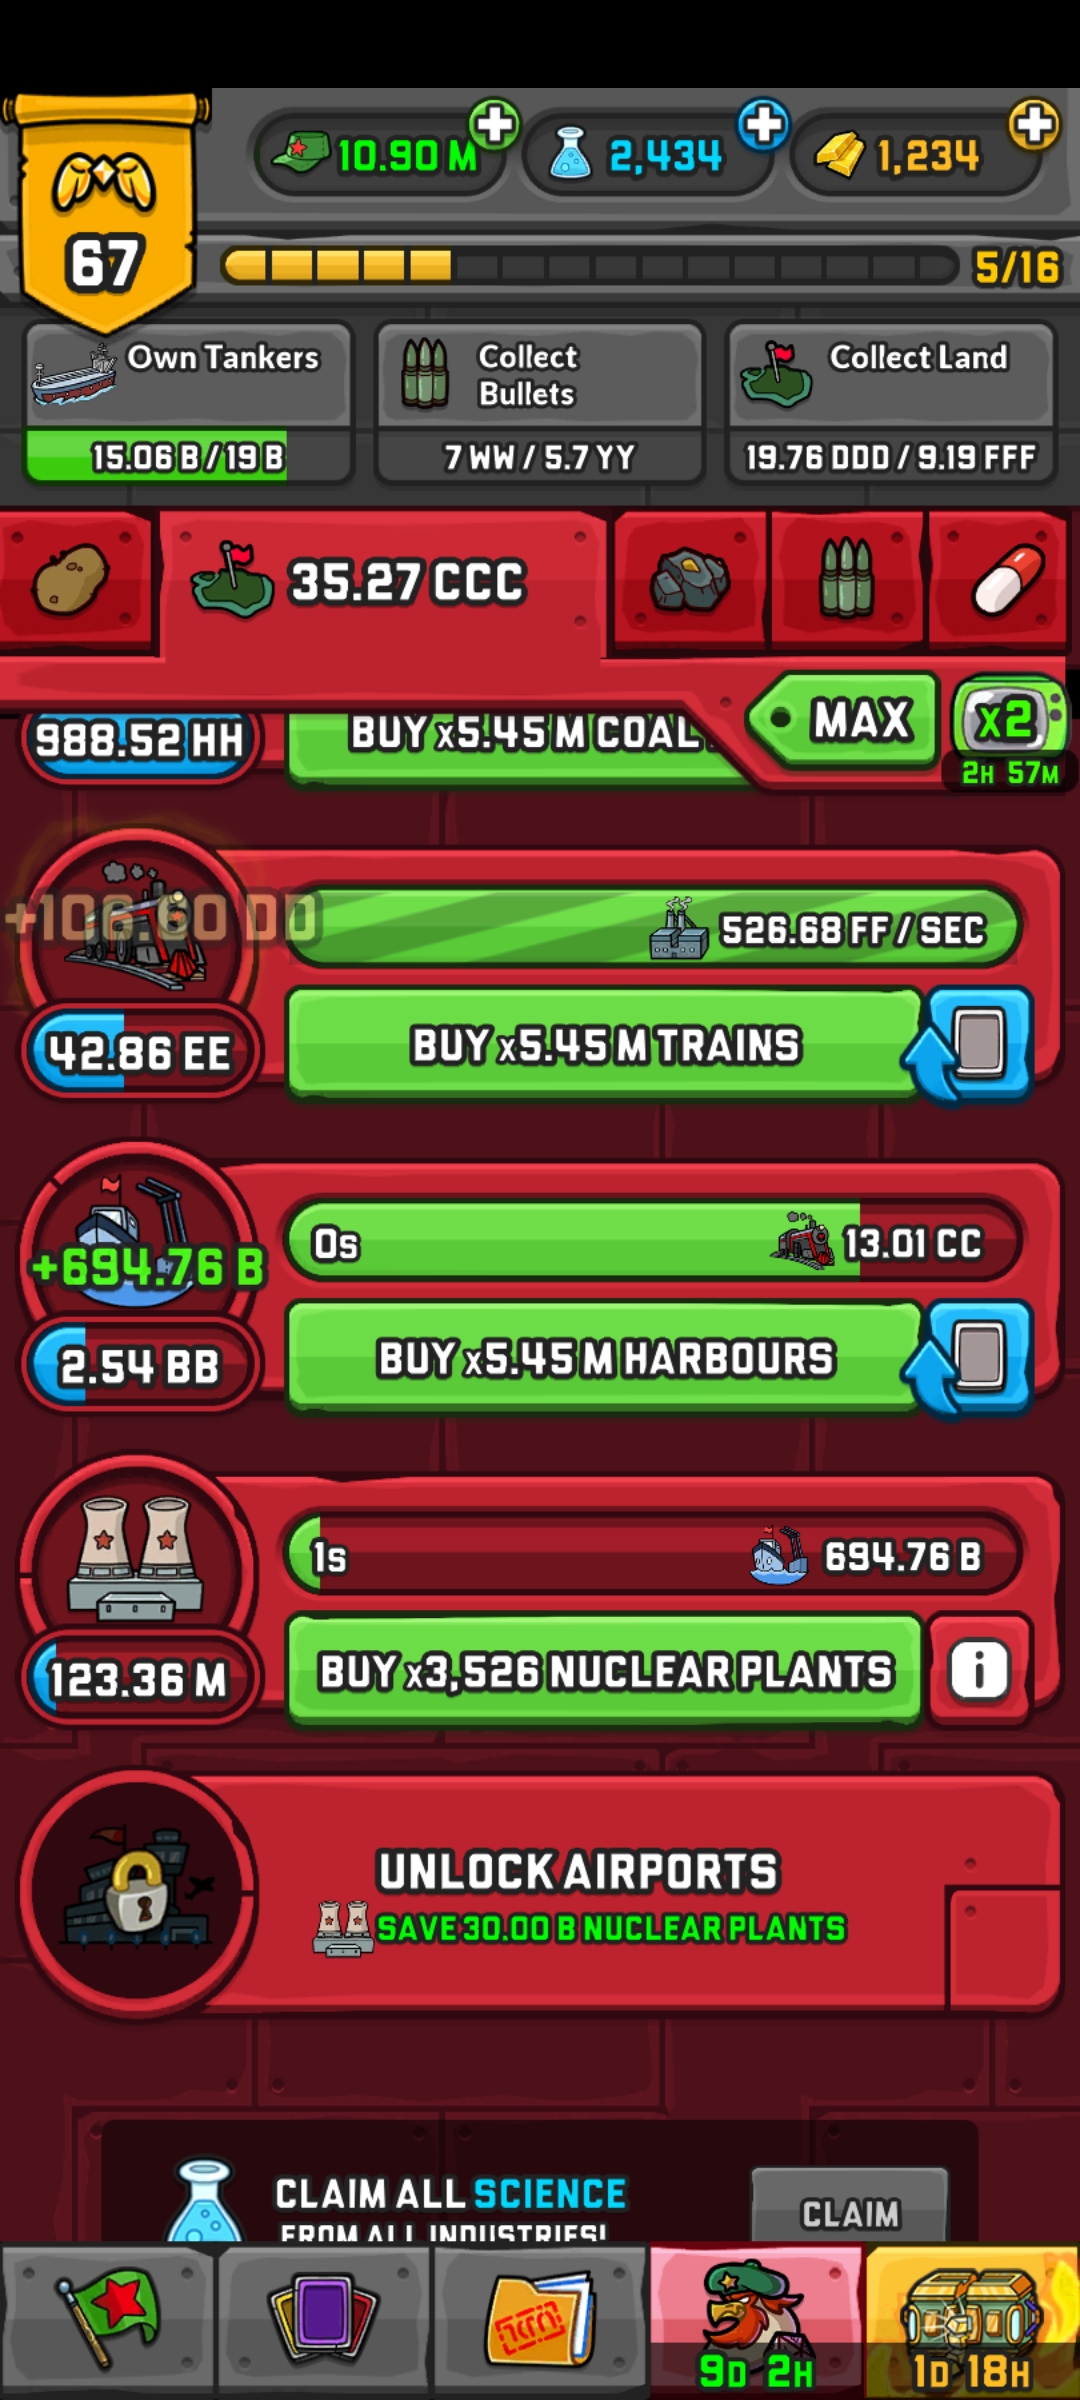 10.90 M
2,434
1,234
67
5/16
Own Tankers
15.06 B / 19 B
Collect
Bullets
7 WW / 5.7 YY
Collect Land
19.76 DDD / 9.19 FFF
35.27 CCC
MAX
x2
2H 57M
988.52 HH
BUY x5.45 M COAL
+106.60 DD
526.68 FF / SEC
42.86 EE
BUY x5.45 M TRAINS
0s
13.01 CC
+694.76 B
2.54 BB
BUY x5.45 M HARBOURS
1s
694.76 B
123.36 M
BUY x3,526 NUCLEAR PLANTS
i
UNLOCK AIRPORTS
SAVE 30.00 B NUCLEAR PLANTS
CLAIM ALL SCIENCE
FROM ALL INDUSTRIES!
CLAIM
9D 2H
1D 18H